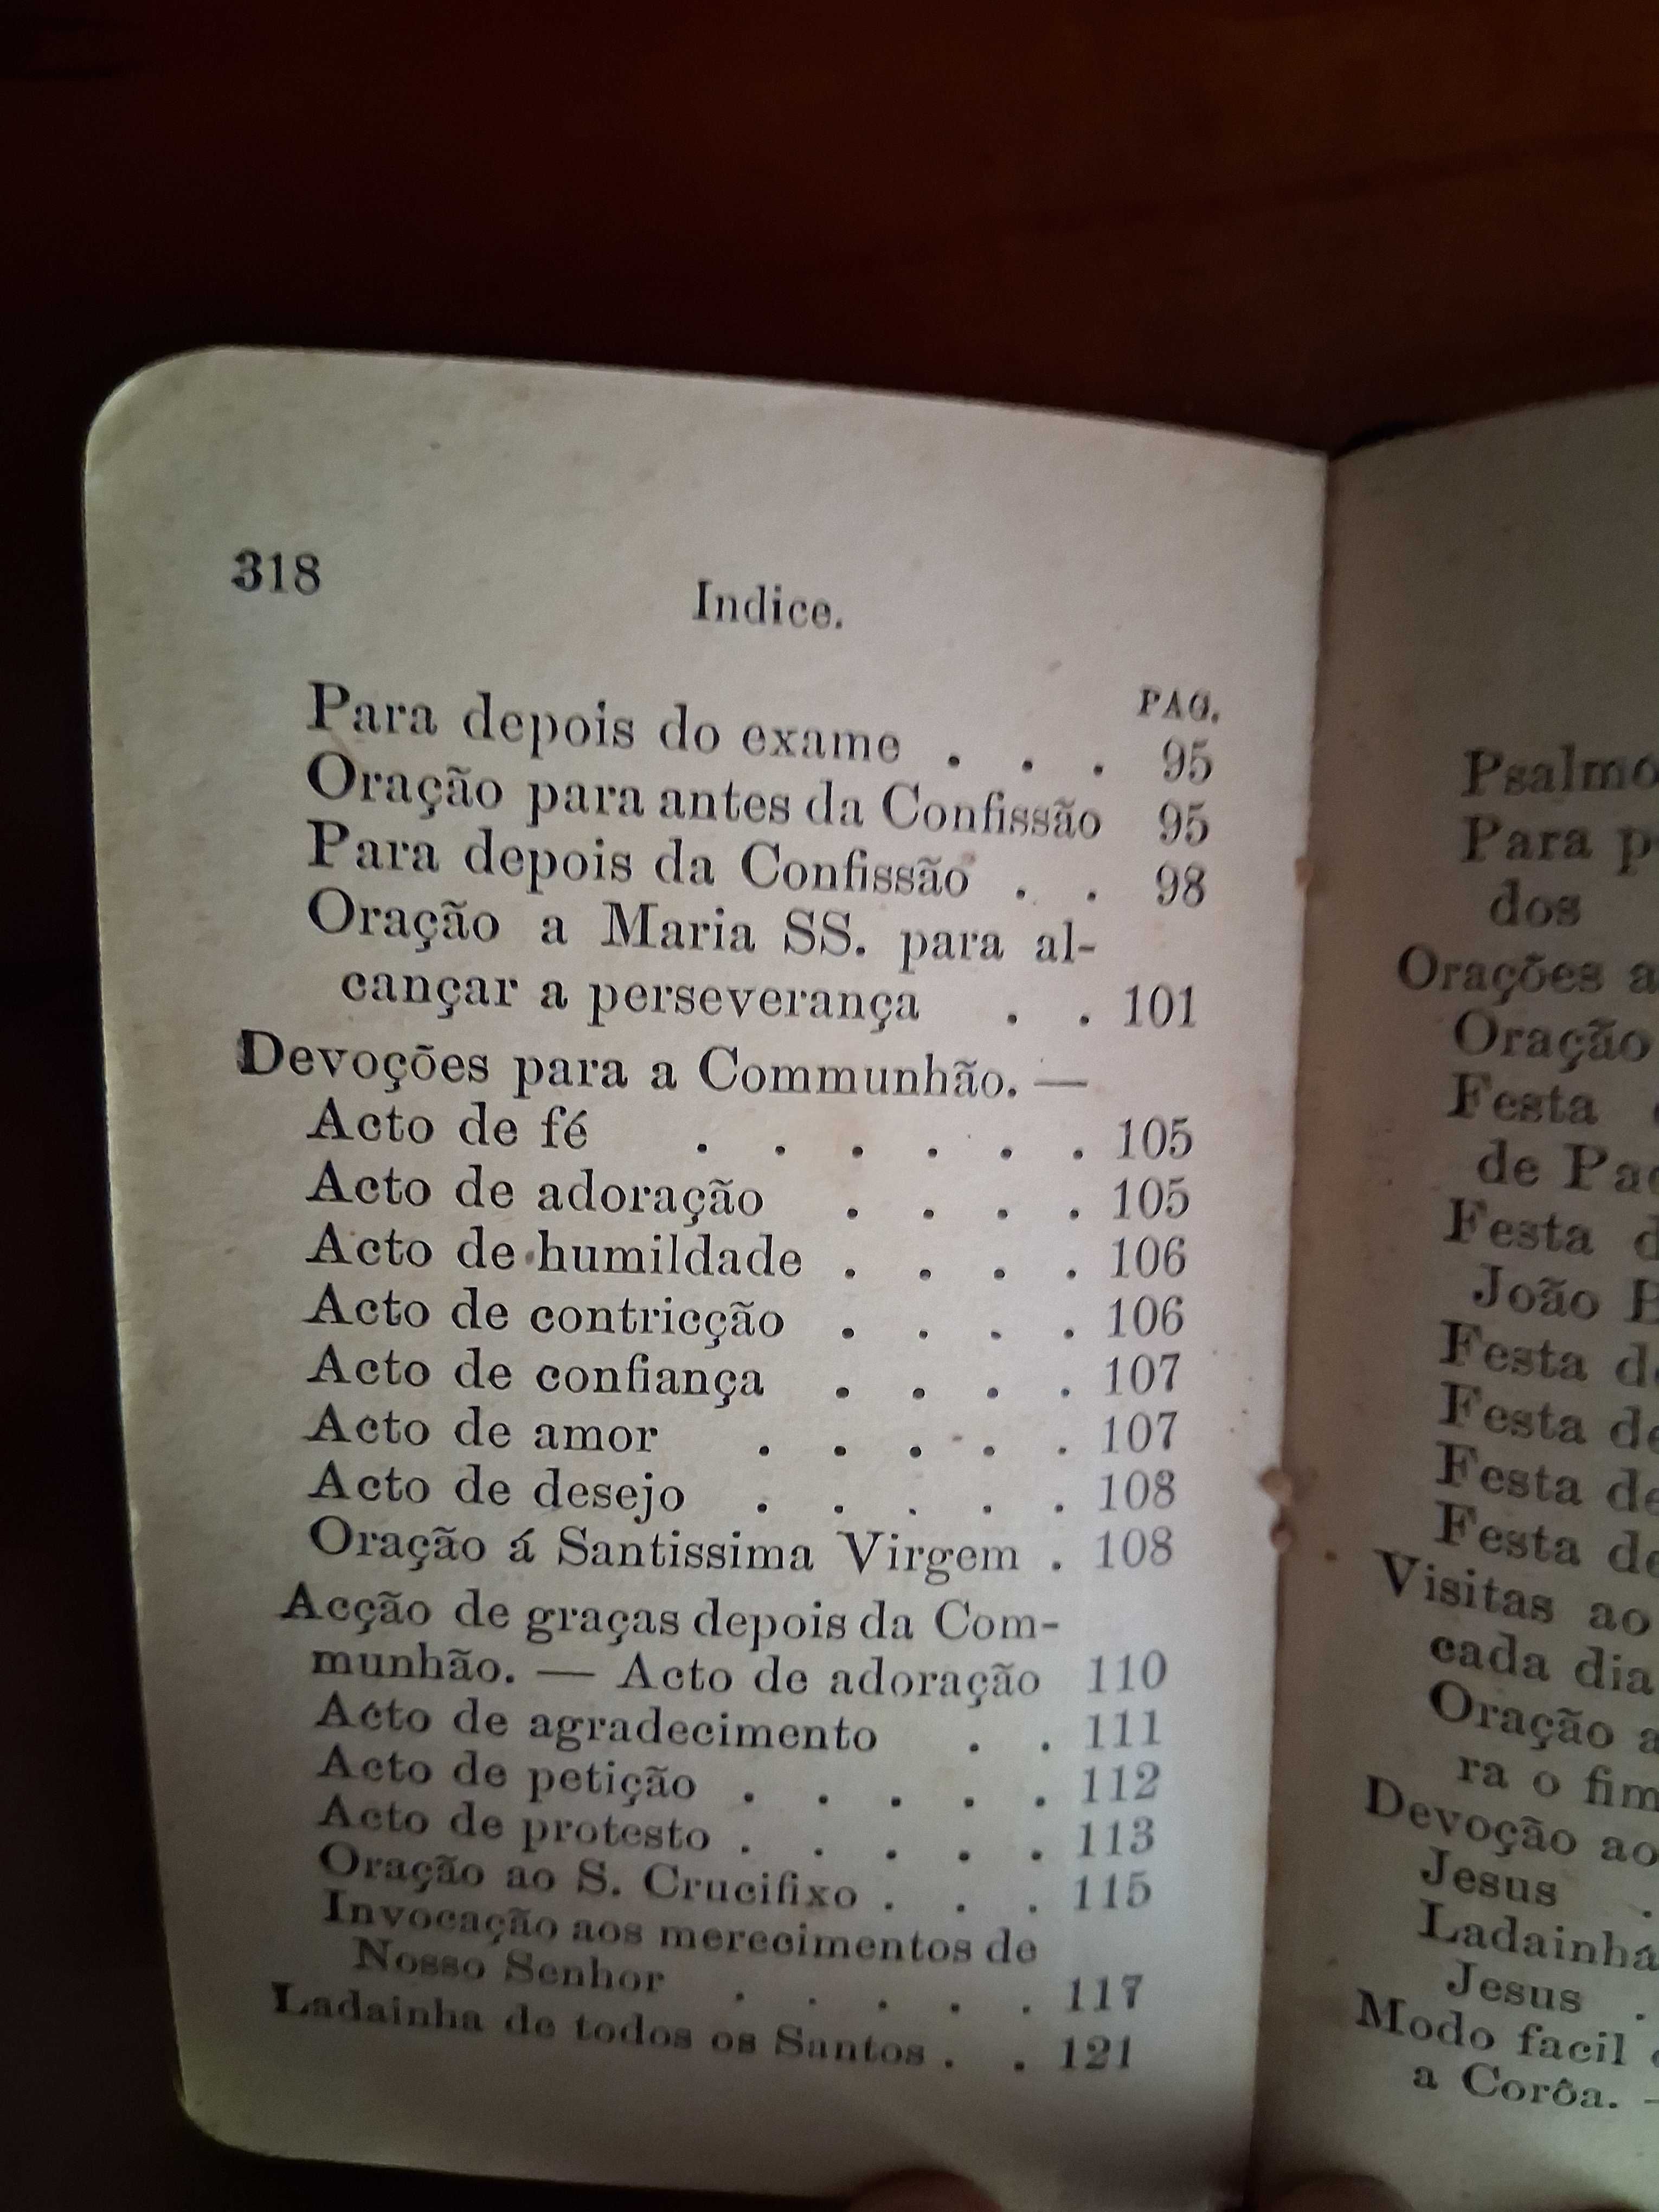 318
Indice.
PAG.
Para depois do exame . . . 95
Oração para antes da Confissão 95
Para depois da Confissão . . 98
Oração a Maria SS. para al-
cançar a perseverança . . 101
Devoções para a Communhão. —
Acto de fé . . . . . . 105
Acto de adoração . . . . 105
Acto de humildade . . . . 106
Acto de contricção . . . . 106
Acto de confiança . . . . 107
Acto de amor . . . . . 107
Acto de desejo . . . . . 108
Oração á Santissima Virgem . 108
Acção de graças depois da Com-
munhão. — Acto de adoração 110
Acto de agradecimento . . 111
Acto de petição . . . . . 112
Acto de protesto . . . . . 113
Oração ao S. Crucifixo . . . 115
Invocação aos merecimentos de
Nosso Senhor . . . . . 117
Ladainha de todos os Santos . . 121
Psalmo
Para
dos
Orações
Oração
Festa
de
Festa
João
Festa
Festa
Festa
Festa
Visitas ao
cada dia
Oração
ra o fim
Devoção ao
Jesus .
Jesus .
Modo facil
a Corôa. —